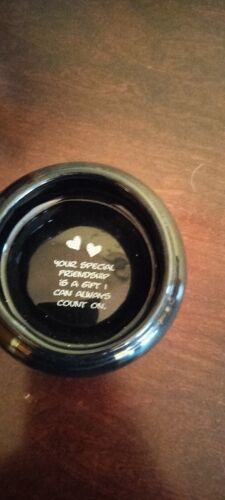 YOUR SPECIAL
FRIENDSHIP
IS A GIFT I
CAN ALWAYS
COUNT ON.